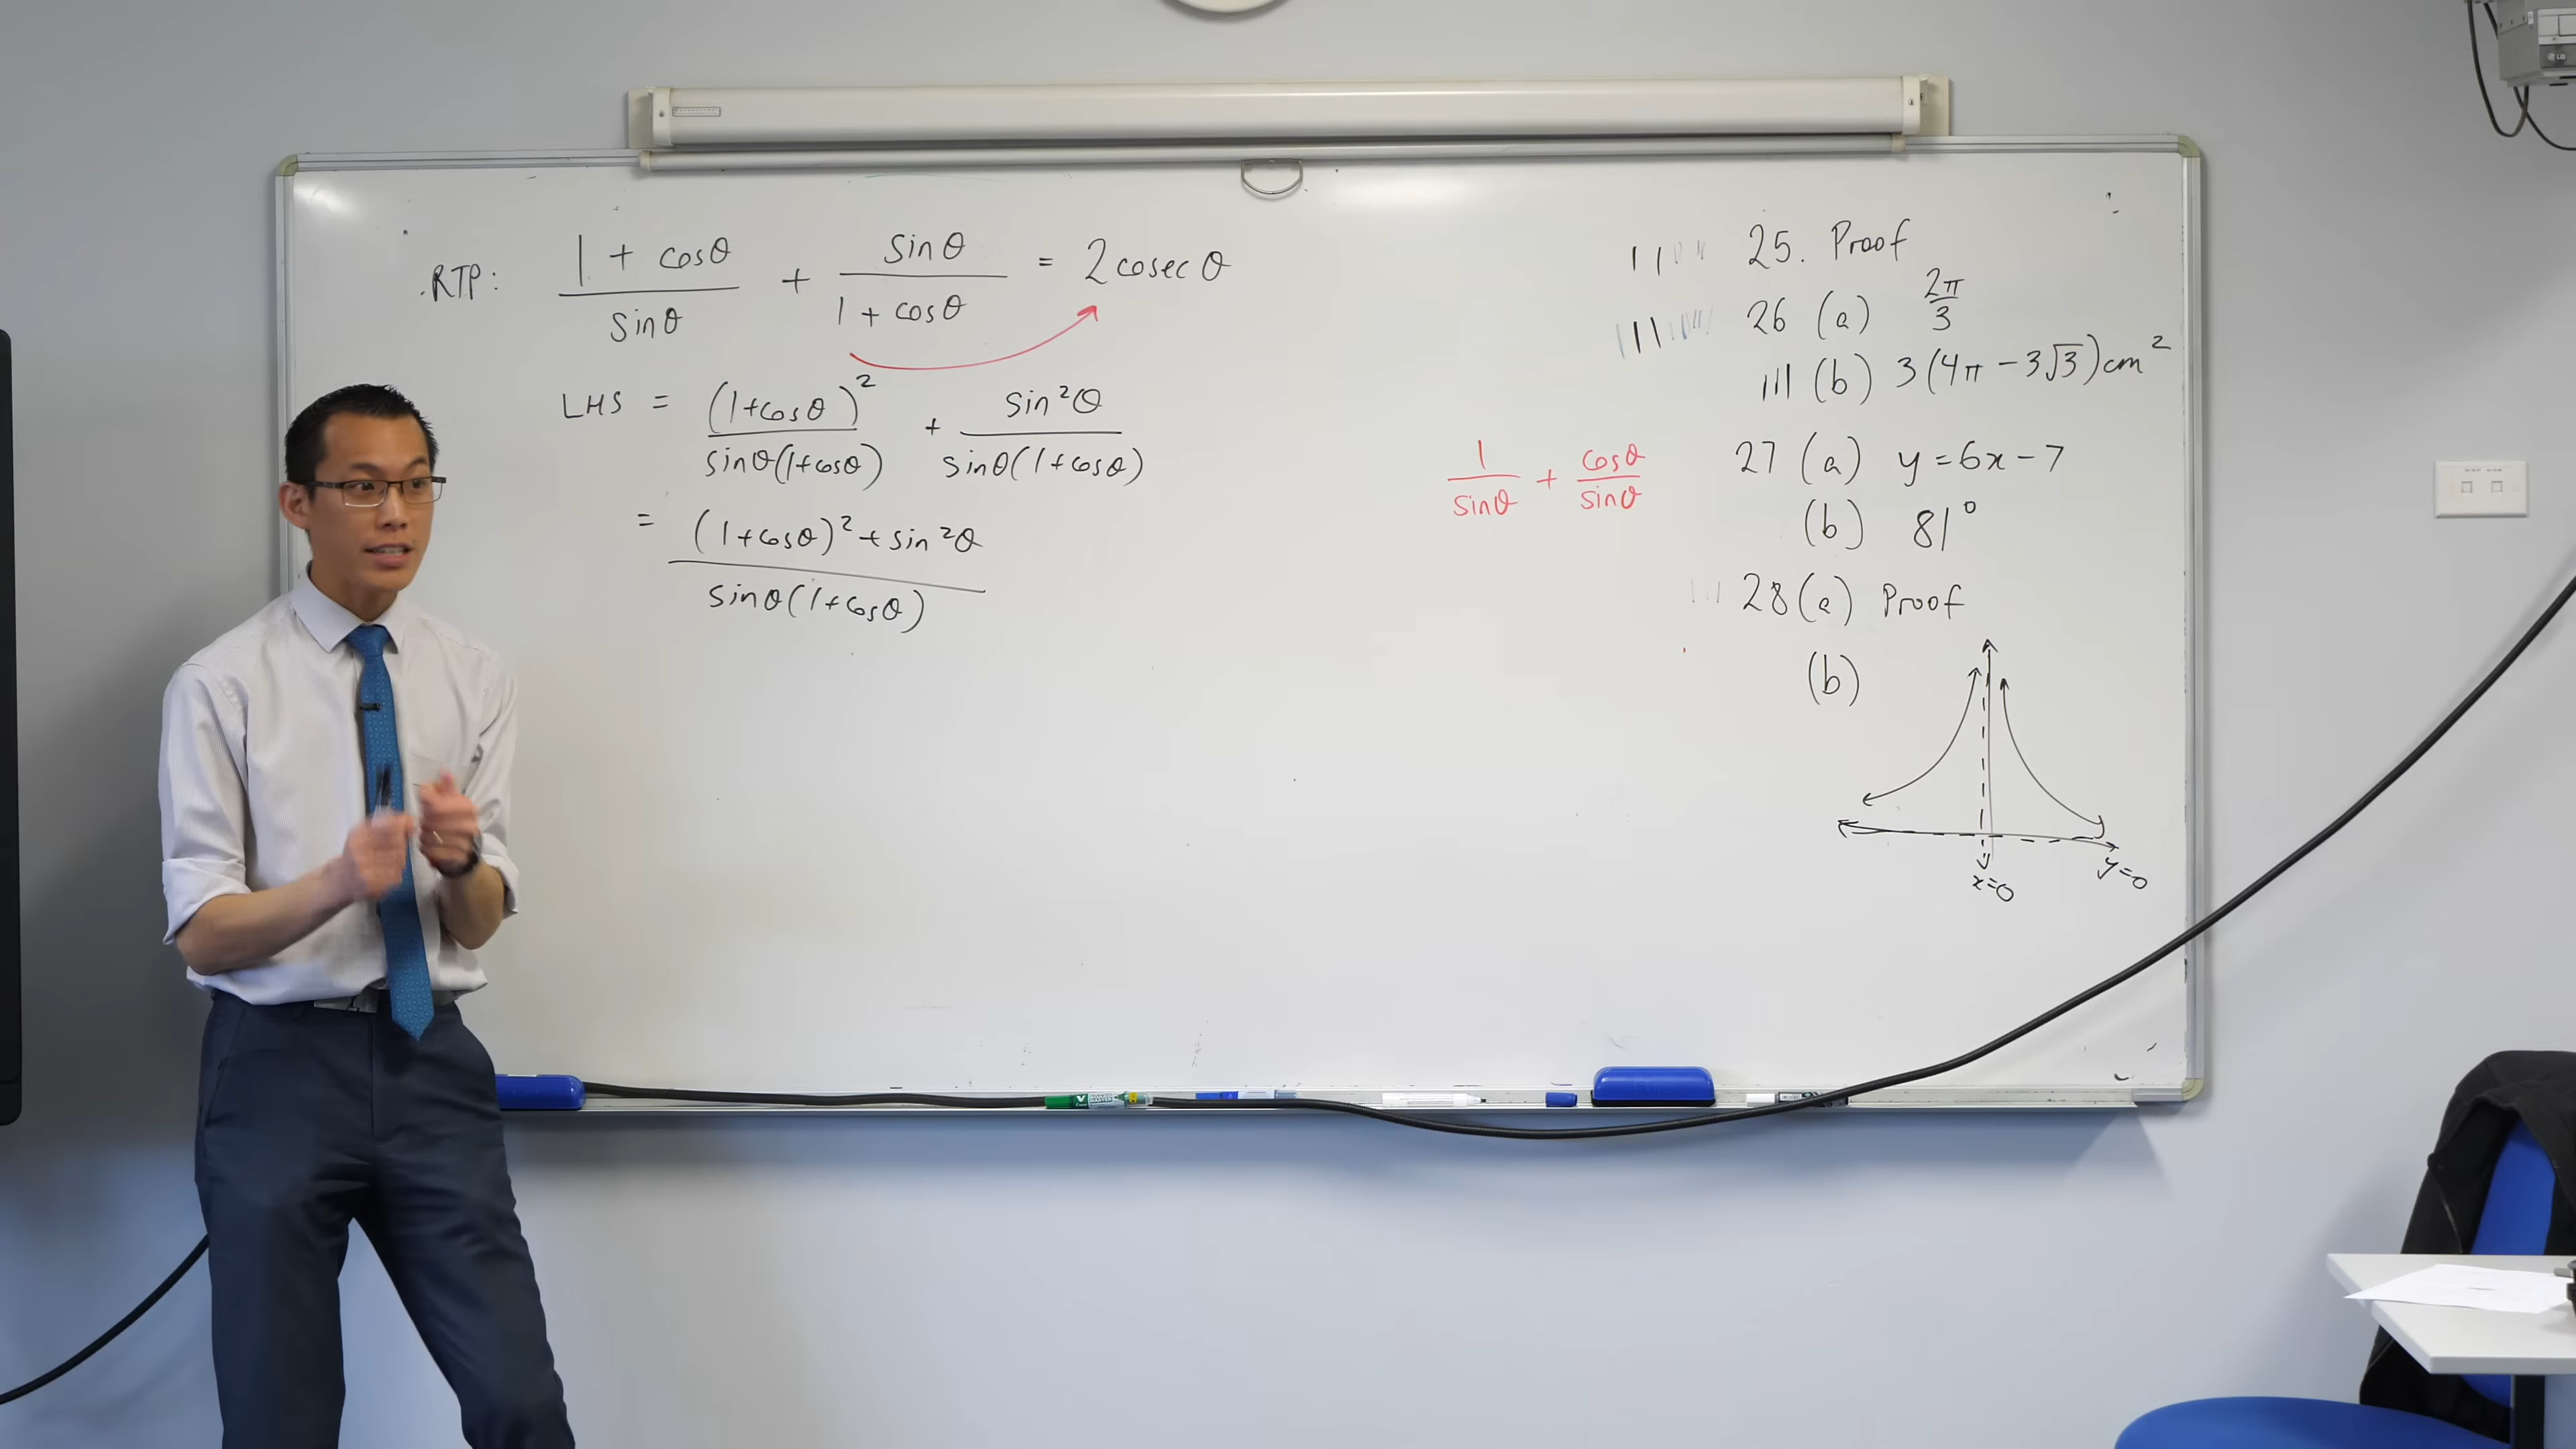 RTP: (1 + cosθ)/(sinθ) + (sinθ)/(1 + cosθ) = 2cosecθ
LHS = (1+cosθ)²/(sinθ(1+cosθ)) + sin²θ/(sinθ(1+cosθ))
= ((1+cosθ)²+sin²θ)/(sinθ(1+cosθ))
1/sinθ + cosθ/sinθ
25. Proof
26 (a) 2π/3
(b) 3(4π − 3√3)cm²
27 (a) y=6x−7
(b) 81°
28 (a) Proof
(b)
x=0
y=0